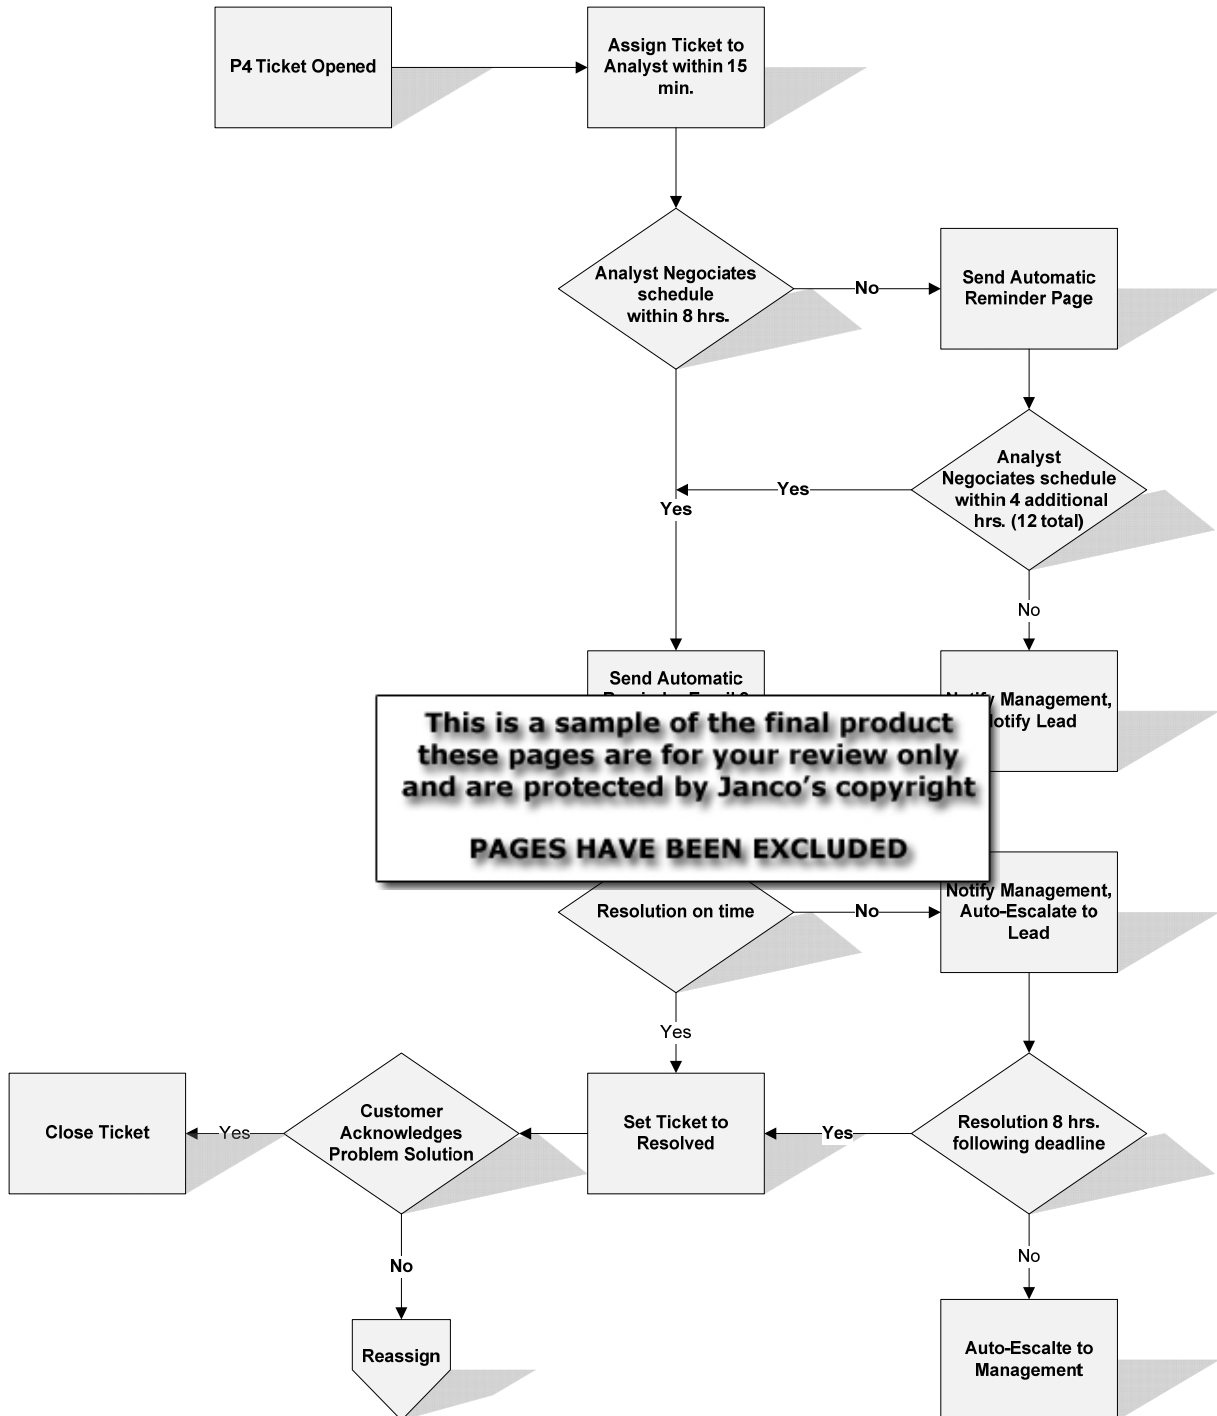 P4 Ticket Opened
Assign Ticket to
Analyst within 15
min.
Analyst Negociates
schedule
within 8 hrs.
No
Send Automatic
Reminder Page
Analyst
Negociates schedule
within 4 additional
hrs. (12 total)
Yes
Yes
No
Send Automatic
Management,
Notify Lead
This is a sample of the final product
these pages are for your review only
and are protected by Janco's copyright
PAGES HAVE BEEN EXCLUDED
Resolution on time
No
Notify Management,
Auto-Escalate to
Lead
Yes
Close Ticket
Yes
Customer
Acknowledges
Problem Solution
Set Ticket to
Resolved
Yes
Resolution 8 hrs.
following deadline
No
No
Reassign
Auto-Escalte to
Management